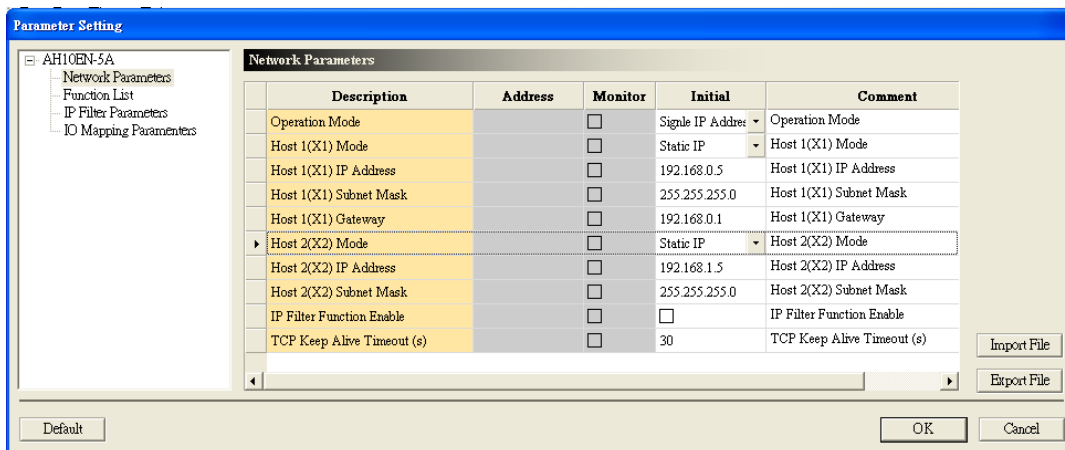 Parameter Setting
AH10EN-5A
Network Parameters
Function List
IP Filter Parameters
IO Mapping Paramenters
Network Parameters
Description Address Monitor Initial Comment
Operation Mode Signle IP Addres Operation Mode
Host 1(X1) Mode Static IP Host 1(X1) Mode
Host 1(X1) IP Address 192.168.0.5 Host 1(X1) IP Address
Host 1(X1) Subnet Mask 255.255.255.0 Host 1(X1) Subnet Mask
Host 1(X1) Gateway 192.168.0.1 Host 1(X1) Gateway
Host 2(X2) Mode Static IP Host 2(X2) Mode
Host 2(X2) IP Address 192.168.1.5 Host 2(X2) IP Address
Host 2(X2) Subnet Mask 255.255.255.0 Host 2(X2) Subnet Mask
IP Filter Function Enable IP Filter Function Enable
TCP Keep Alive Timeout (s) 30 TCP Keep Alive Timeout (s)
Import File
Export File
Default OK Cancel